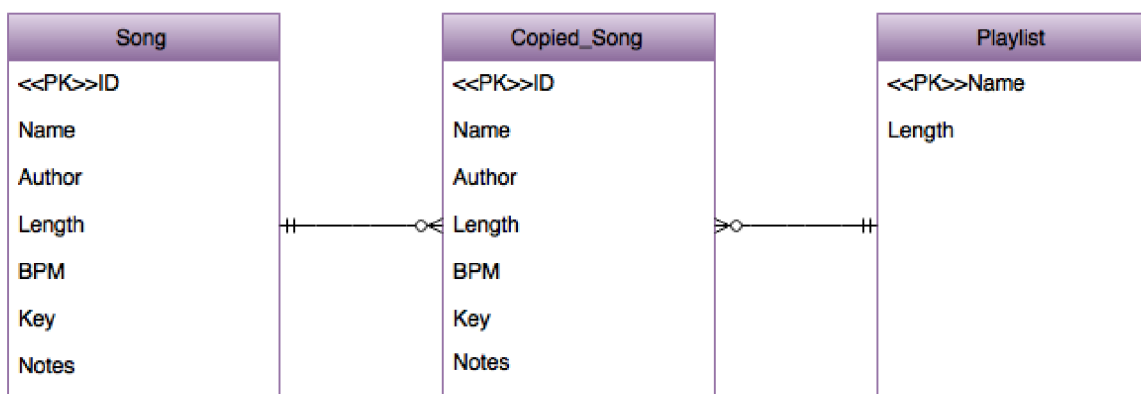 Song
<<PK>>ID
Name
Author
Length
BPM
Key
Notes
Copied_Song
<<PK>>ID
Name
Author
Length
BPM
Key
Notes
Playlist
<<PK>>Name
Length